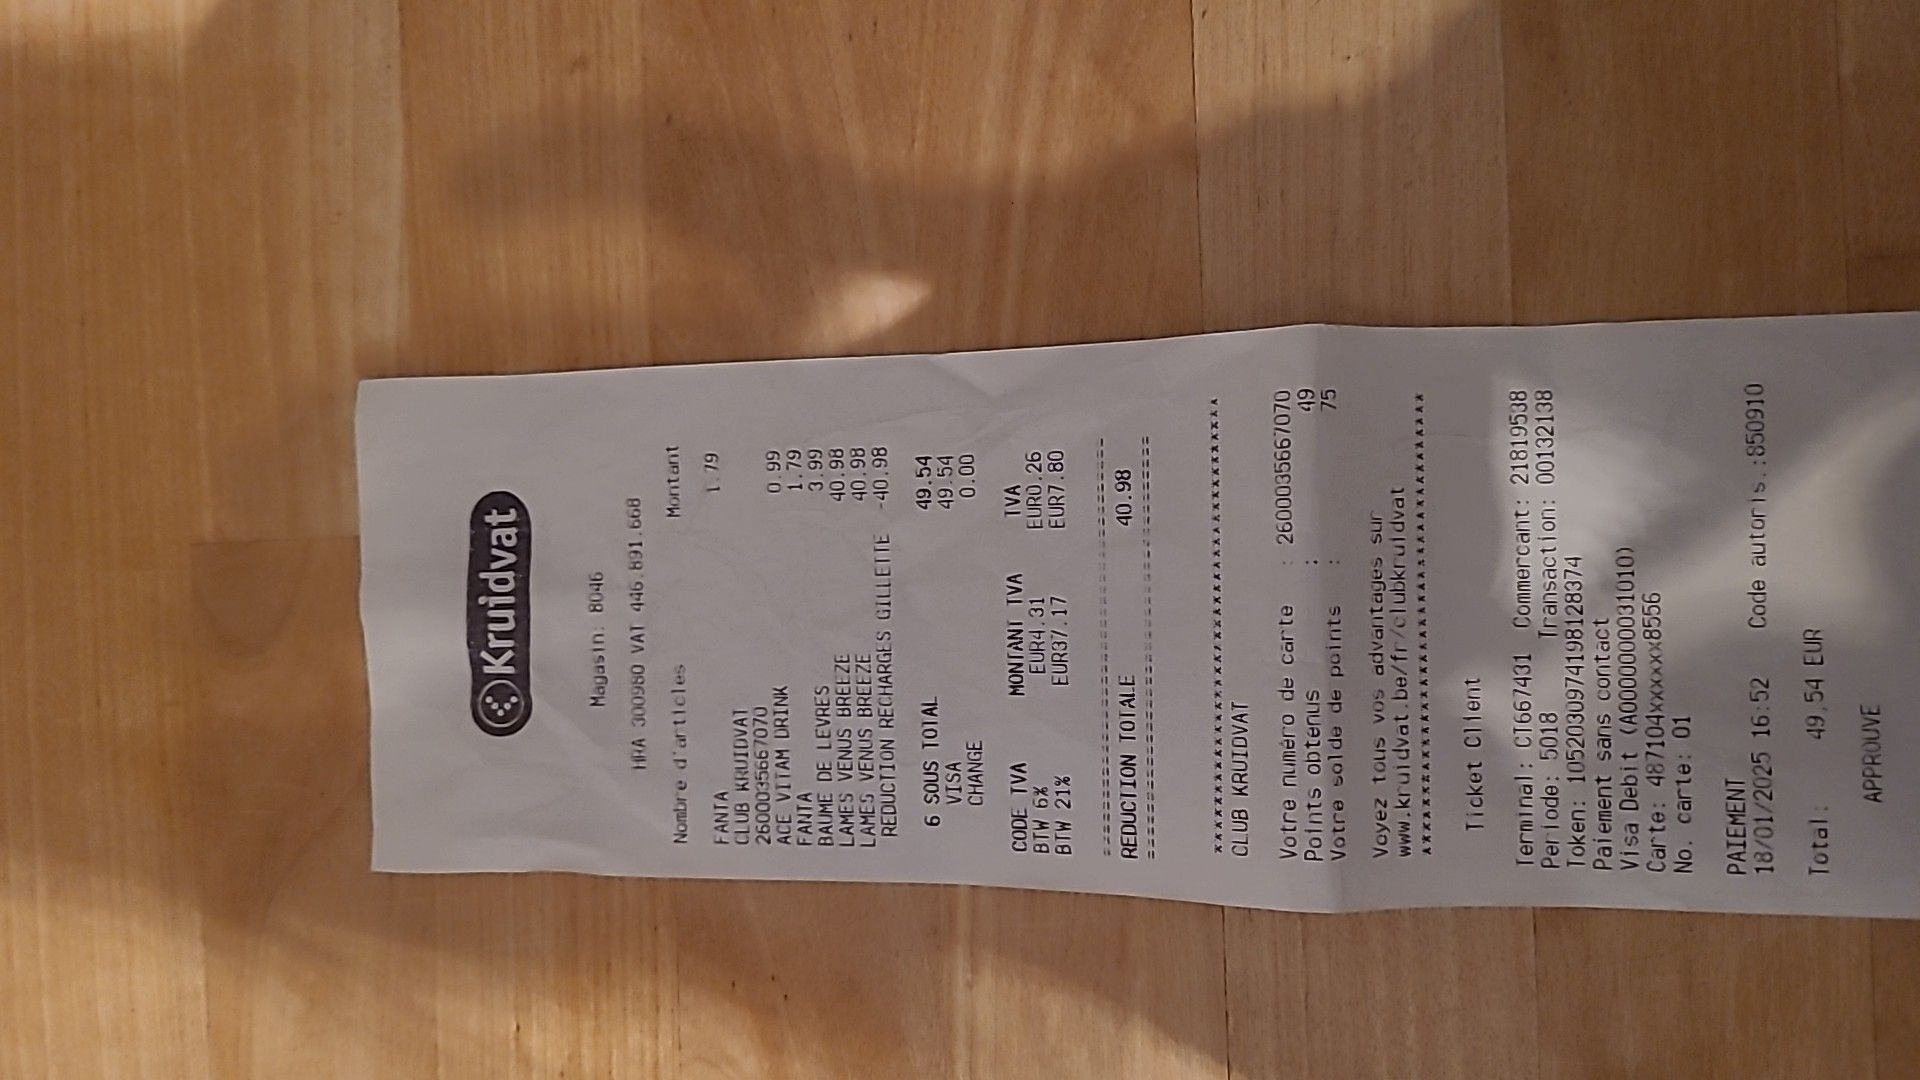 Kruidvat
Magasin: 8046
HRA 300980 VAT 446.891.668
Nombre d'articles Montant
FANTA 1.79
CLUB KRUIDVAT
2600035667070
ACE VITAM DRINK 0.99
FANTA 1.79
BAUME DE LEVRES 3.99
LAMES VENUS BREEZE 40.98
LAMES VENUS BREEZE 40.98
REDUCTION RECHARGES GILLETTE -40.98
6 SOUS TOTAL 49.54
VISA 49.54
CHANGE 0.00
CODE TVA MONTANT TVA TVA
BTW 6% EUR4.31 EUR0.26
BTW 21% EUR37.17 EUR7.80
REDUCTION TOTALE 40.98
CLUB KRUIDVAT
Votre numéro de carte : 2600035667070
Points obtenus : 49
Votre solde de points : 75
Voyez tous vos advantages sur
www.kruidvat.be/fr/clubkruidvat
Ticket Client
Terminal: CT667431 Commercant: 21819538
Periode: 5018 Transaction: 00132138
Token: 1052030974198128374
Paiement sans contact
Visa Debit (A0000000031010)
Carte: 487104xxxxxx8556
No. carte: 01
PAIEMENT
18/01/2025 16:52 Code autoris.:850910
Total: 49,54 EUR
APPROUVE